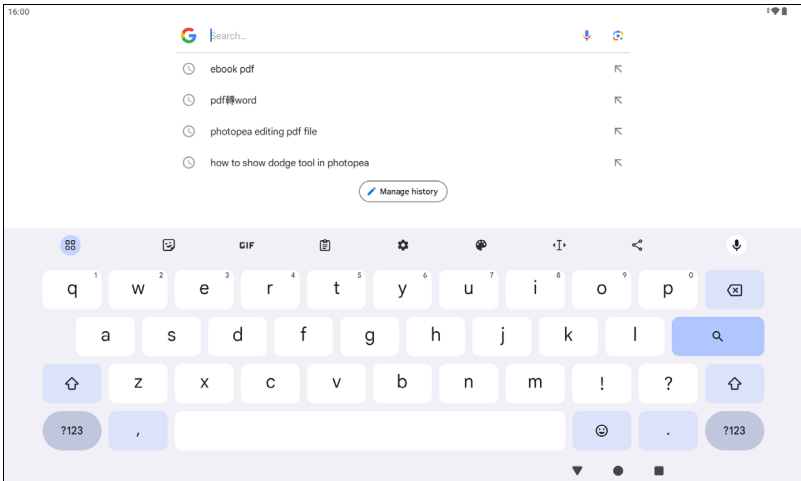 16:00
Search...
ebook pdf
pdf轉word
photopea editing pdf file
how to show dodge tool in photopea
Manage history
GIF
q 1 w 2 e 3 r 4 t 5 y 6 u 7 i 8 o 9 p 0
a s d f g h j k l
z x c v b n m ! ?
?123 , . ?123